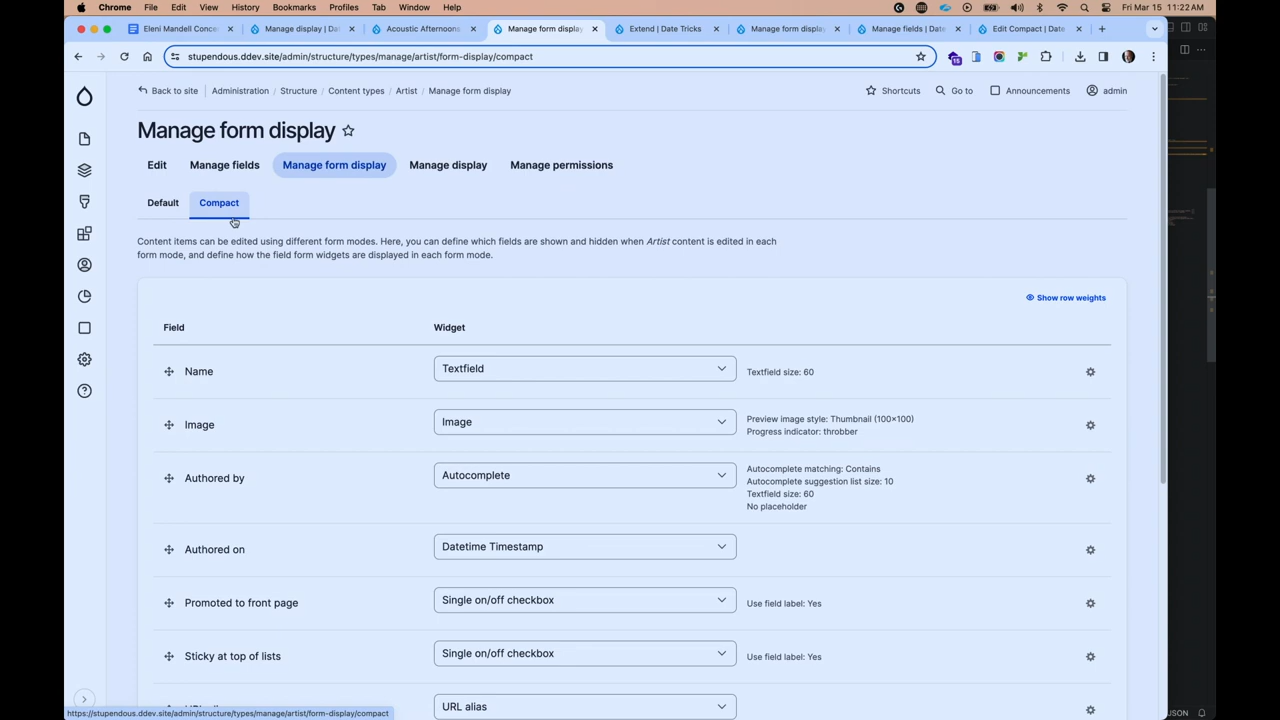 Chrome File Edit View History Bookmarks Profiles Tab Window Help Fri Mar 15 11:22 AM
Eleni Mandell Conce
Manage display | Da
Acoustic Afternoons
Manage form display
Extend | Date Tricks
Manage form display
Manage fields | Date
Edit Compact | Date
stupendous.ddev.site/admin/structure/types/manage/artist/form-display/compact
15
Back to site Administration / Structure / Content types / Artist / Manage form display
Shortcuts Go to Announcements admin
Manage form display
Edit Manage fields Manage form display Manage display Manage permissions
Default Compact
Content items can be edited using different form modes. Here, you can define which fields are shown and hidden when Artist content is edited in each
form mode, and define how the field form widgets are displayed in each form mode.
Show row weights
Field Widget
Name Textfield Textfield size: 60
Image Image Preview image style: Thumbnail (100×100)
Progress indicator: throbber
Authored by Autocomplete Autocomplete matching: Contains
Autocomplete suggestion list size: 10
Textfield size: 60
No placeholder
Authored on Datetime Timestamp
Promoted to front page Single on/off checkbox Use field label: Yes
Sticky at top of lists Single on/off checkbox Use field label: Yes
URL alias
https://stupendous.ddev.site/admin/structure/types/manage/artist/form-display/compact
JSON